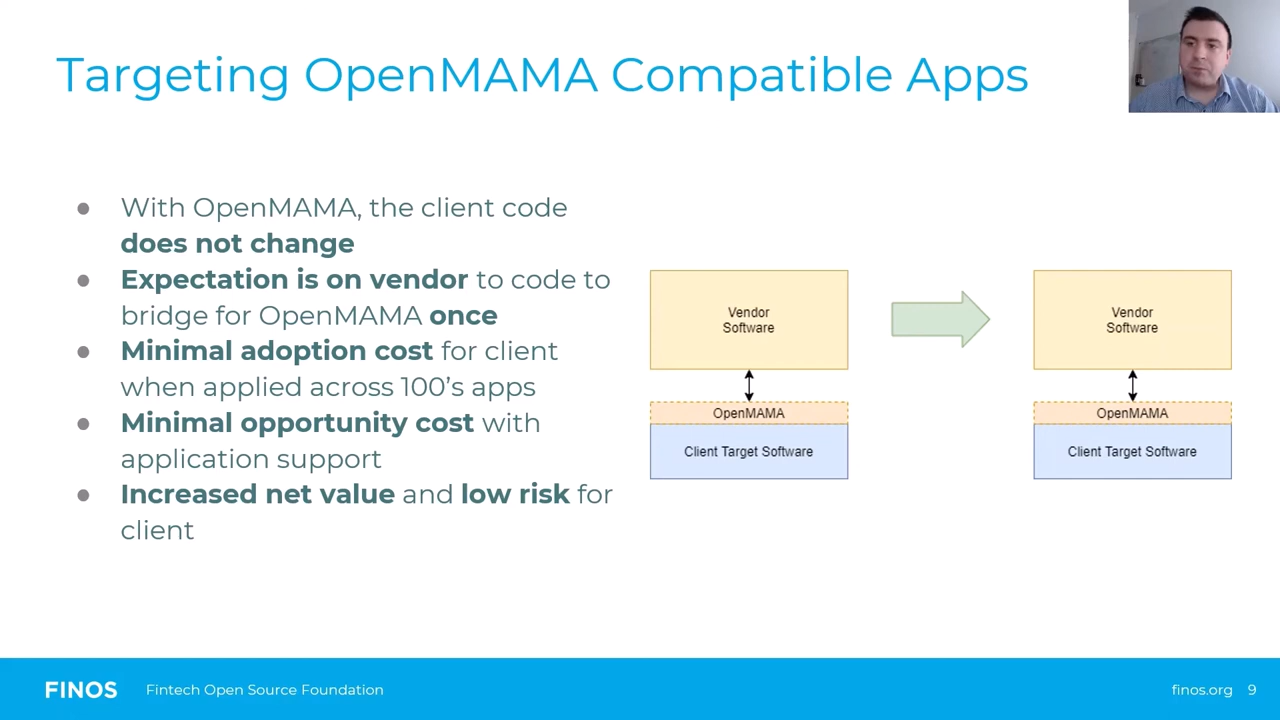 Targeting OpenMAMA Compatible Apps
● With OpenMAMA, the client code
does not change
● Expectation is on vendor to code to
bridge for OpenMAMA once
● Minimal adoption cost for client
when applied across 100’s apps
● Minimal opportunity cost with
application support
● Increased net value and low risk for
client
Vendor
Software
OpenMAMA
Client Target Software
Vendor
Software
OpenMAMA
Client Target Software
FINOS Fintech Open Source Foundation
finos.org 9